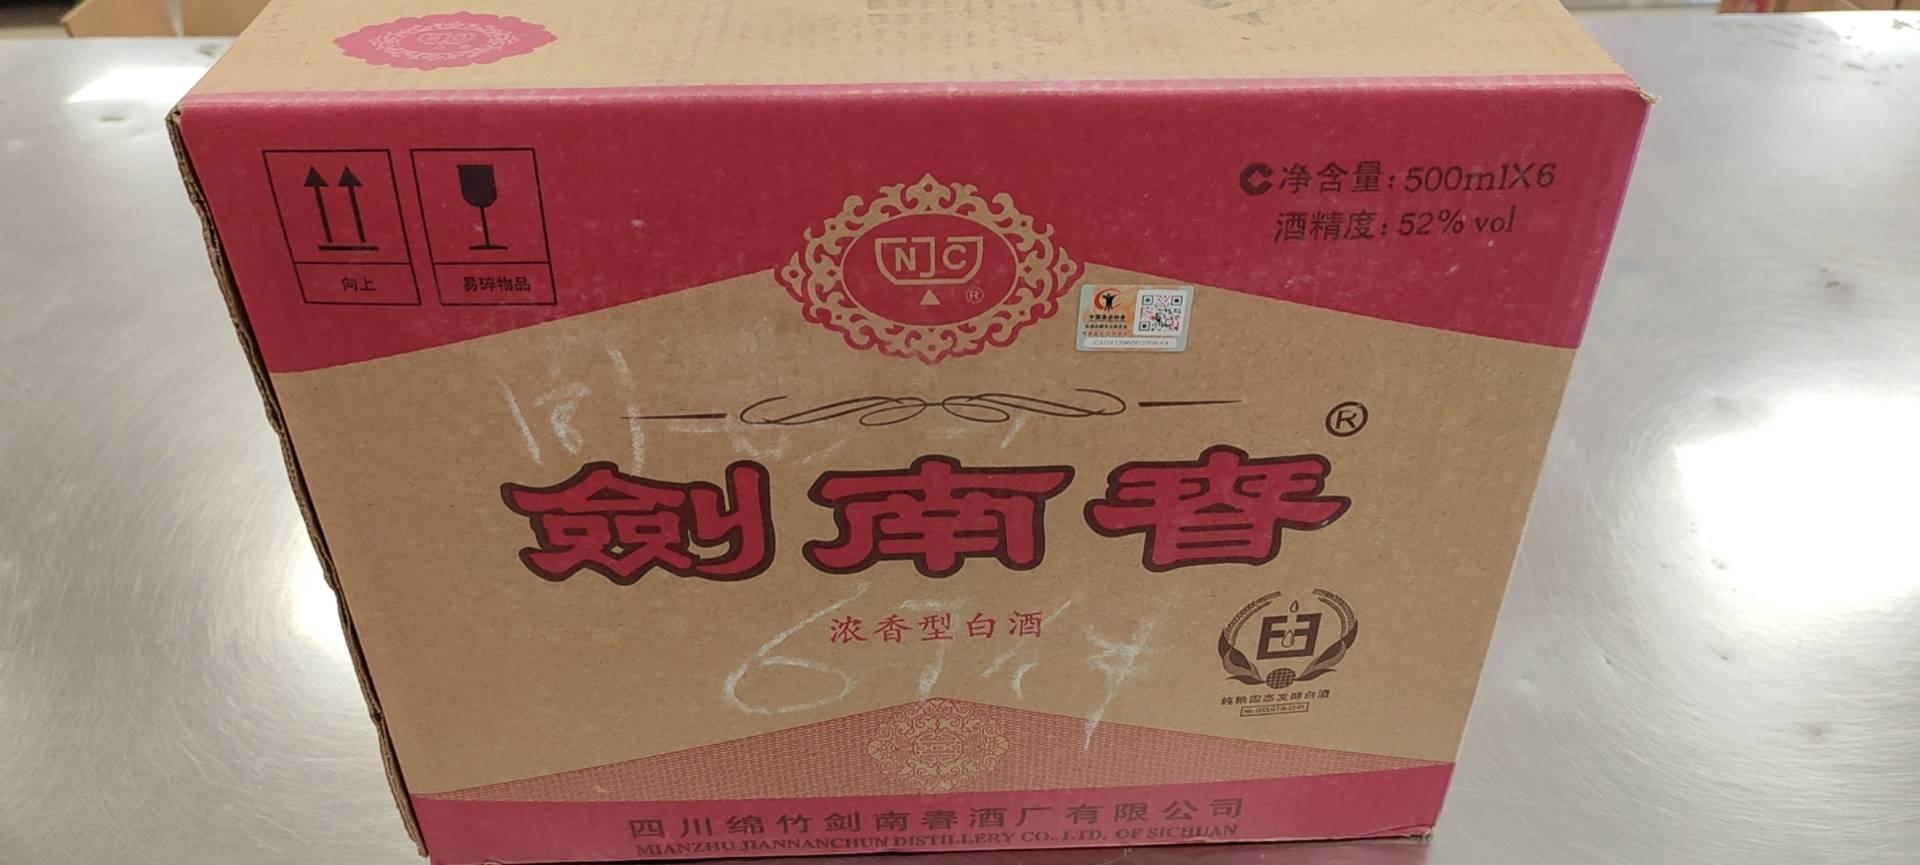 净含量: 500mlX6
酒精度: 52% vol
向上
易碎物品
NJC
®
®
剑南春
浓香型白酒
纯粮固态发酵白酒
四川绵竹剑南春酒厂有限公司
MIANZHU JIANNANCHUN DISTILLERY CO., LTD. OF SICHUAN